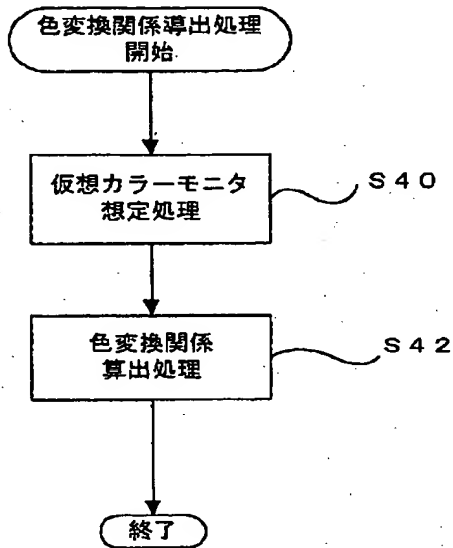 色変換関係導出処理
開始
仮想カラーモニタ
想定処理
S40
色変換関係
算出処理
S42
終了